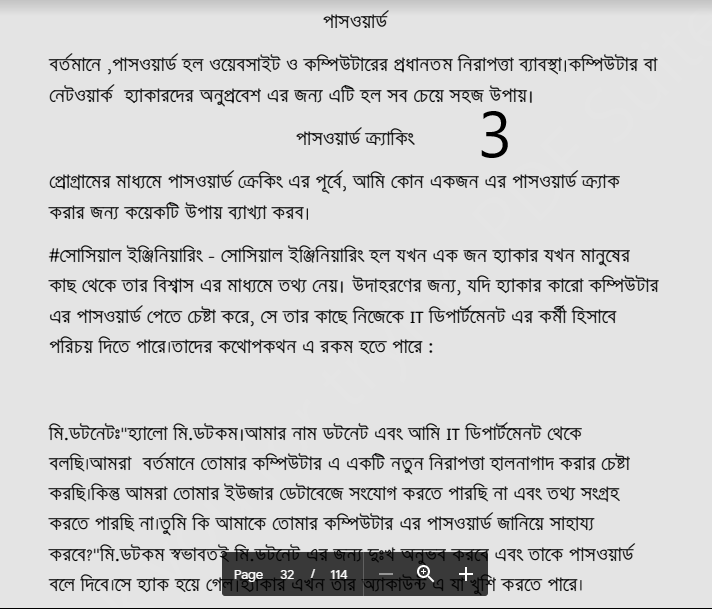 পাসওয়ার্ড
বর্তমানে ,পাসওয়ার্ড হল ওয়েবসাইট ও কম্পিউটারের প্রধানতম নিরাপত্তা ব্যাবস্থা।কম্পিউটার বা
নেটওয়ার্ক হ্যাকারদের অনুপ্রবেশ এর জন্য এটি হল সব চেয়ে সহজ উপায়।
পাসওয়ার্ড ক্র্যাকিং 3
প্রোগ্রামের মাধ্যমে পাসওয়ার্ড ক্রেকিং এর পূর্বে, আমি কোন একজন এর পাসওয়ার্ড ক্র্যাক
করার জন্য কয়েকটি উপায় ব্যাখ্যা করব।
#সোসিয়াল ইঞ্জিনিয়ারিং - সোসিয়াল ইঞ্জিনিয়ারিং হল যখন এক জন হ্যাকার যখন মানুষের
কাছ থেকে তার বিশ্বাস এর মাধ্যমে তথ্য নেয়। উদাহরণের জন্য, যদি হ্যাকার কারো কম্পিউটার
এর পাসওয়ার্ড পেতে চেষ্টা করে, সে তার কাছে নিজেকে IT ডিপার্টমেনট এর কর্মী হিসাবে
পরিচয় দিতে পারে।তাদের কথোপকথন এ রকম হতে পারে :
মি.ডটনেটঃ"হ্যালো মি.ডটকম।আমার নাম ডটনেট এবং আমি IT ডিপার্টমেনট থেকে
বলছি।আমরা বর্তমানে তোমার কম্পিউটার এ একটি নতুন নিরাপত্তা হালনাগাদ করার চেষ্টা
করছি।কিন্তু আমরা তোমার ইউজার ডেটাবেজে সংযোগ করতে পারছি না এবং তথ্য সংগ্রহ
করতে পারছি না।তুমি কি আমাকে তোমার কম্পিউটার এর পাসওয়ার্ড জানিয়ে সাহায্য
করবে?"মি.ডটকম স্বভাবতই মি.ডটনেট এর জন্য দুঃখ অনুভব করবে এবং তাকে পাসওয়ার্ড
বলে দিবে।সে হ্যাক হয়ে গেল।হ্যাকার এখন তার অ্যাকাউন্ট এ যা খুশি করতে পারে।
Page 32 / 114